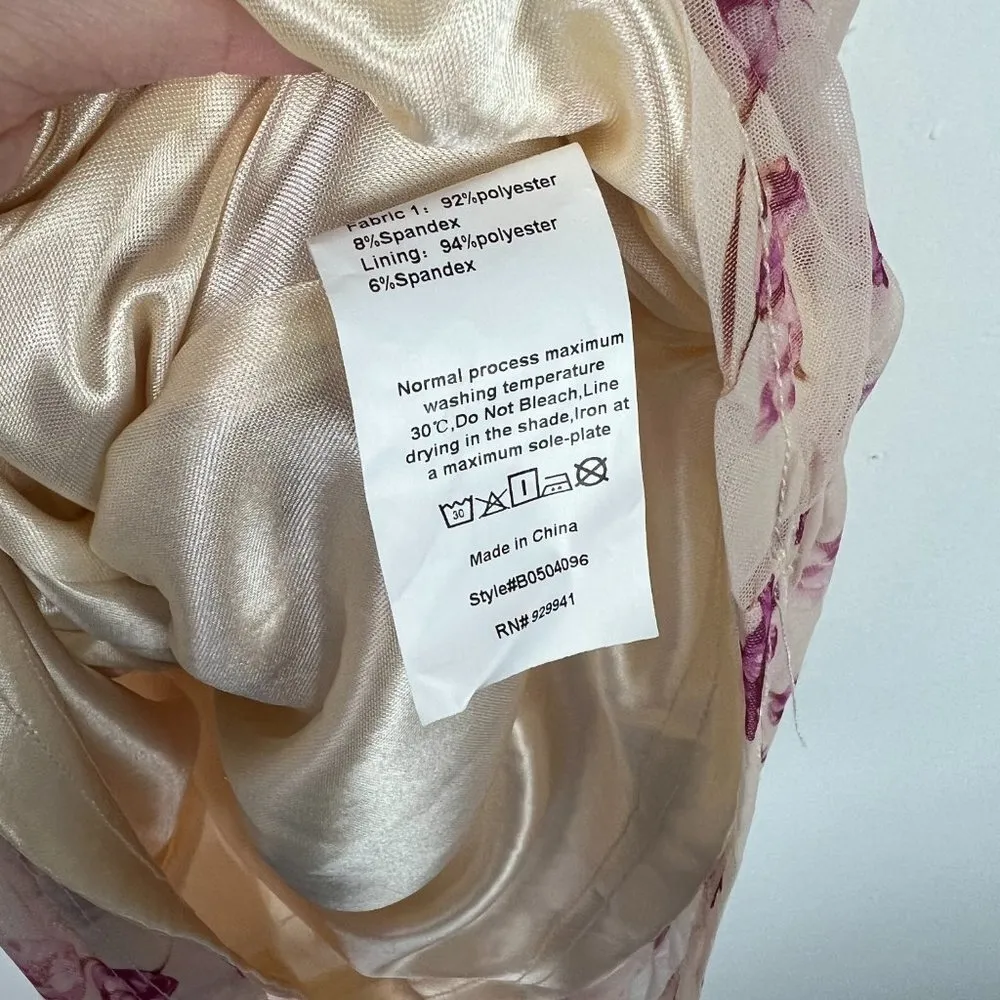 Fabric 1: 92%polyester
8%Spandex
Lining: 94%polyester
6%Spandex
Normal process maximum
washing temperature
30℃,Do Not Bleach,Line
drying in the shade,Iron at
a maximum sole-plate
30
Made in China
Style#B0504096
RN#929941